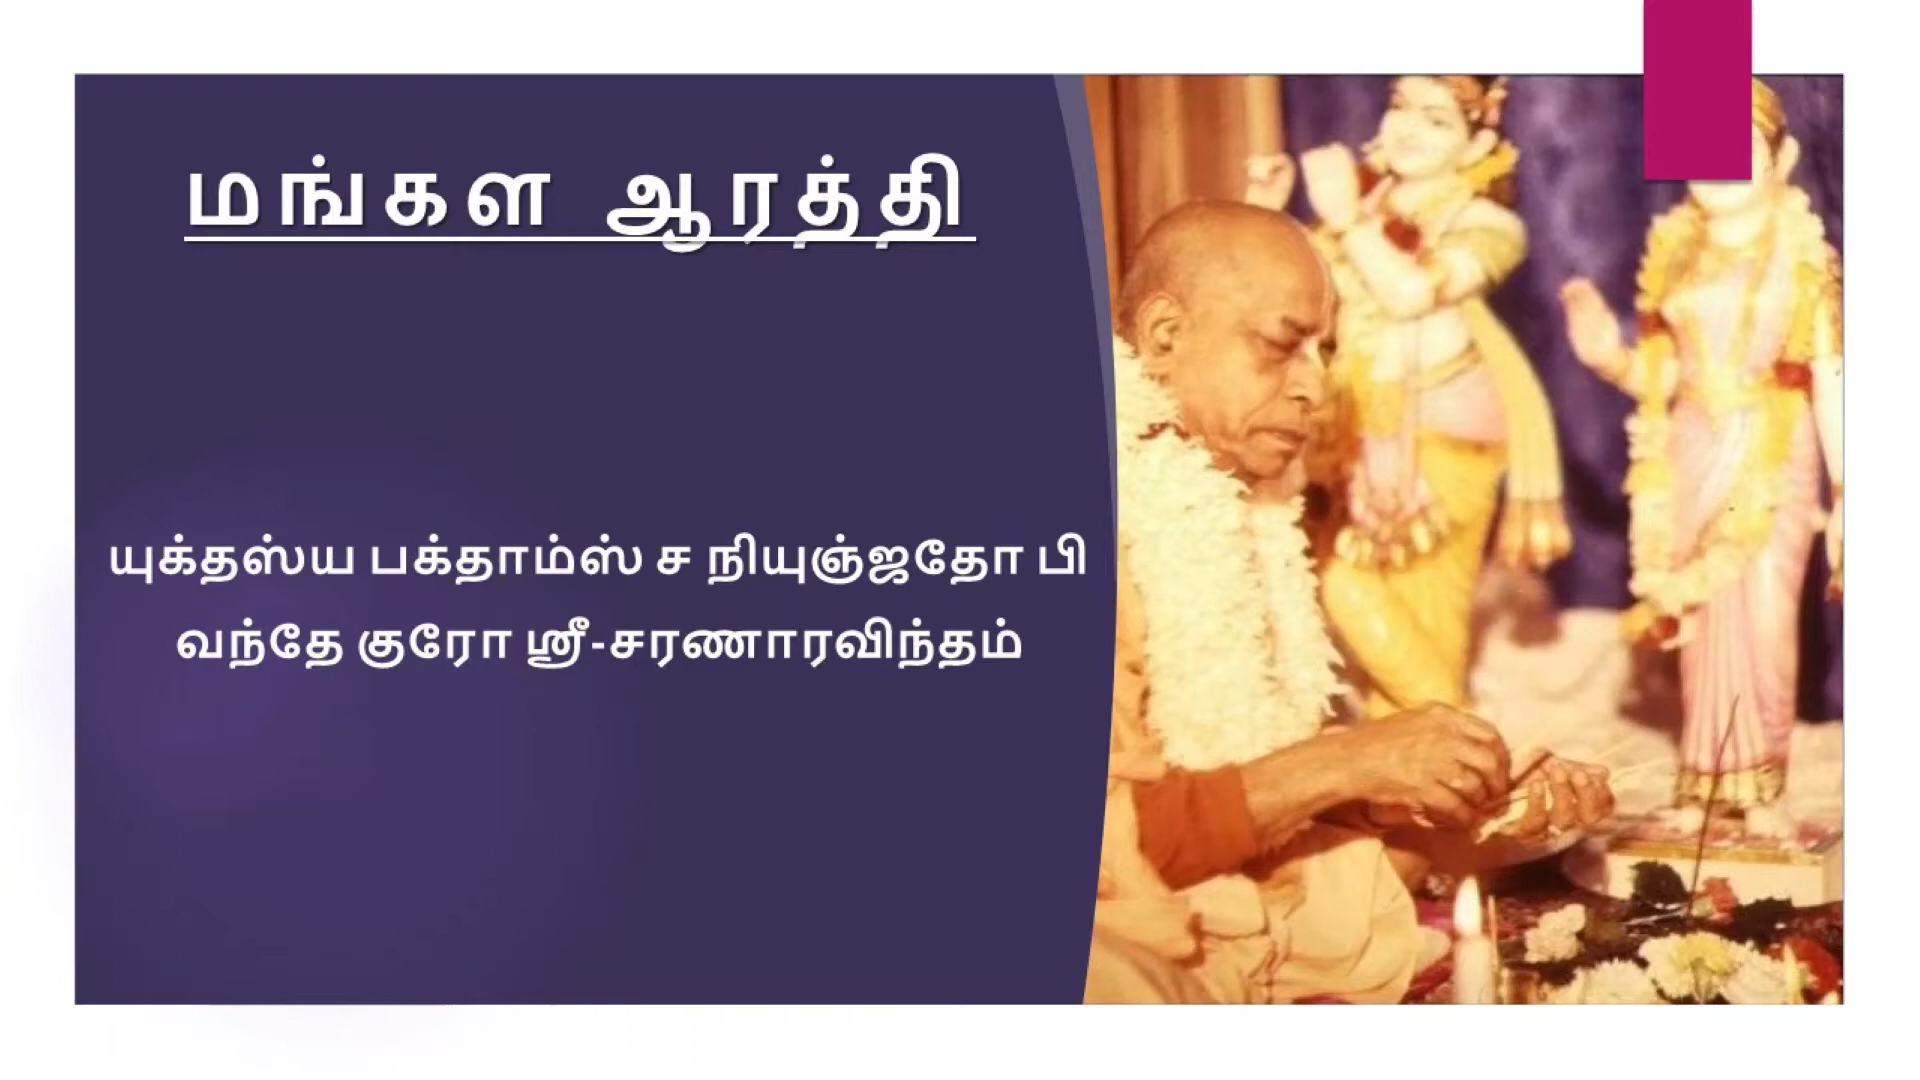 மங்கள ஆரத்தி
யுக்தஸ்ய பக்தாம்ஸ் ச நியுஞ்ஜதோ பி
வந்தே குரோ ஸ்ரீ-சரணாரவிந்தம்